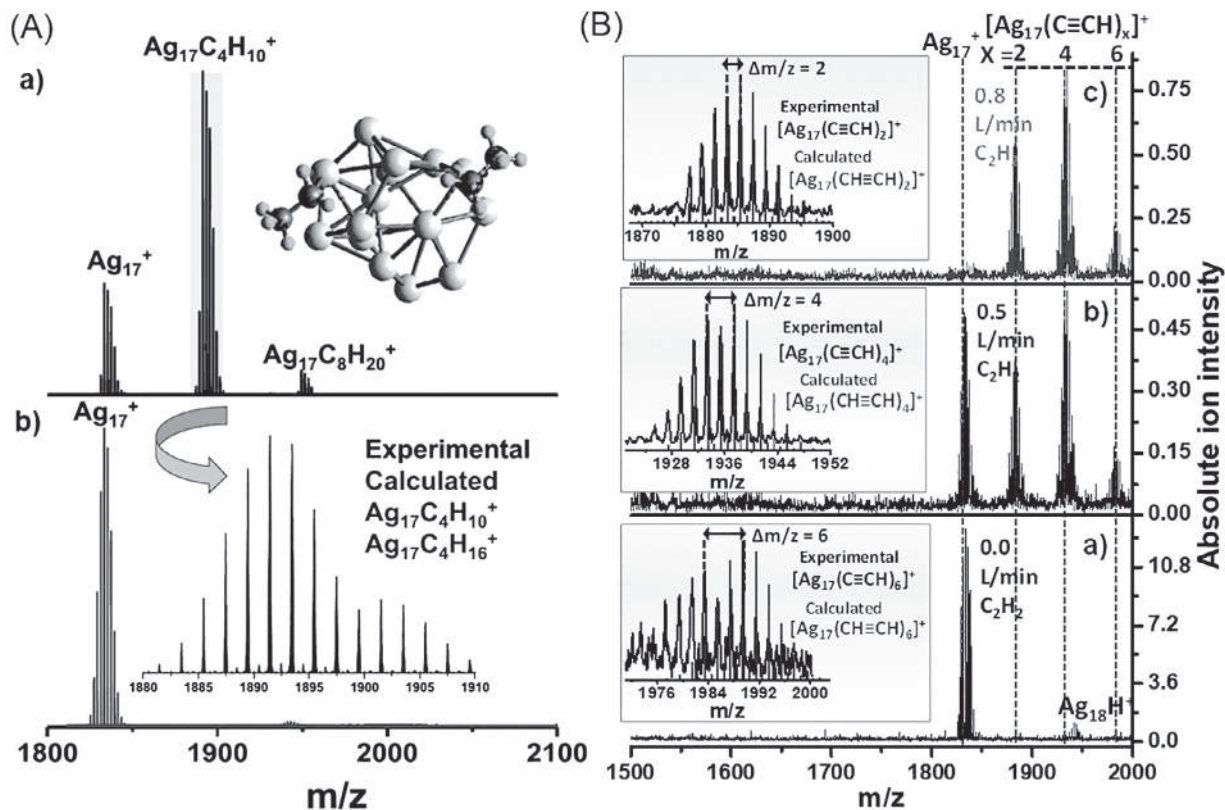 (A)
a)
Ag₁₇C₄H₁₀⁺
Ag₁₇⁺
Ag₁₇C₈H₂₀⁺
b)
Ag₁₇⁺
Experimental
Calculated
Ag₁₇C₄H₁₀⁺
Ag₁₇C₄H₁₆⁺
1880 1885 1890 1895 1900 1905 1910
1800 1900 2000 2100
m/z
(B)
Ag₁₇⁺
[Ag₁₇(C≡CH)ₓ]⁺
X = 2 4 6
c)
0.8
L/min
C₂H
Δm/z = 2
Experimental
[Ag₁₇(C≡CH)₂]⁺
Calculated
[Ag₁₇(CH≡CH)₂]⁺
1870 1880 1890 1900
m/z
0.75
0.50
0.25
0.00
b)
0.5
L/min
C₂H
Δm/z = 4
Experimental
[Ag₁₇(C≡CH)₄]⁺
Calculated
[Ag₁₇(CH≡CH)₄]⁺
1928 1936 1944 1952
m/z
0.45
0.30
0.15
0.00
a)
0.0
L/min
C₂H₂
Δm/z = 6
Experimental
[Ag₁₇(C≡CH)₆]⁺
Calculated
[Ag₁₇(CH≡CH)₆]⁺
1976 1984 1992 2000
m/z
Ag₁₈H⁺
10.8
7.2
3.6
0.0
Absolute ion intensity
1500 1600 1700 1800 1900 2000
m/z